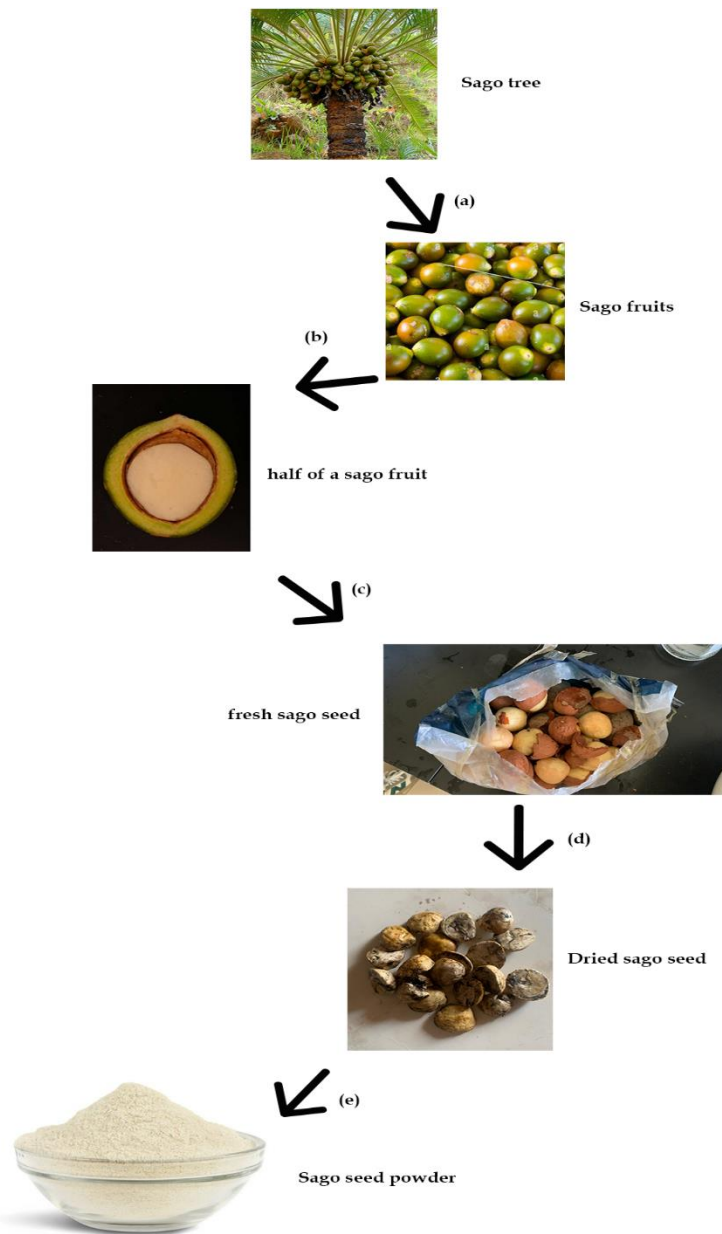 Sago tree
(a)
Sago fruits
(b)
half of a sago fruit
(c)
fresh sago seed
(d)
Dried sago seed
(e)
Sago seed powder